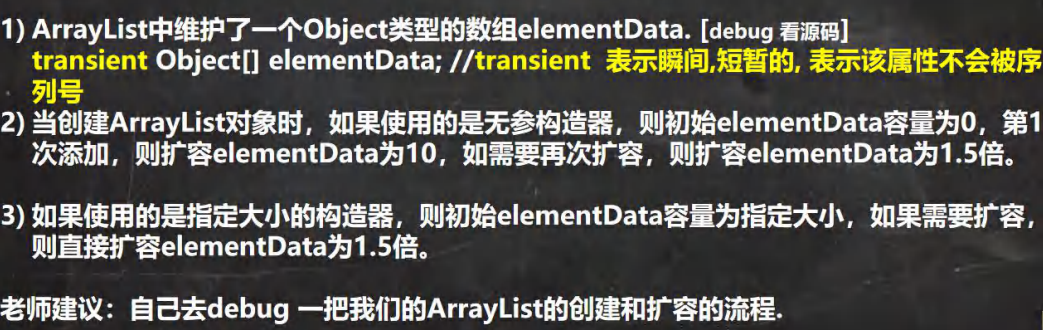 1) ArrayList中维护了一个Object类型的数组elementData. [debug 看源码]
transient Object[] elementData; //transient 表示瞬间,短暂的, 表示该属性不会被序
列号
2) 当创建ArrayList对象时，如果使用的是无参构造器，则初始elementData容量为0，第1
次添加，则扩容elementData为10，如需要再次扩容，则扩容elementData为1.5倍。
3) 如果使用的是指定大小的构造器，则初始elementData容量为指定大小，如果需要扩容，
则直接扩容elementData为1.5倍。
老师建议：自己去debug 一把我们的ArrayList的创建和扩容的流程.